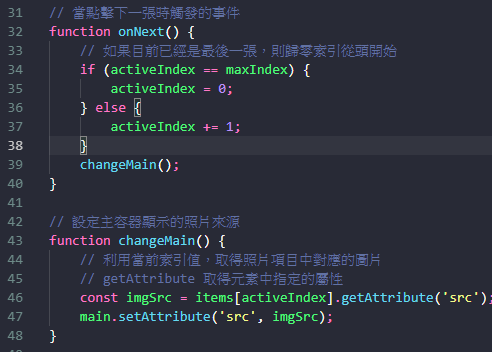 31 // 當點擊下一張時觸發的事件
32 function onNext() {
33 // 如果目前已經是最後一張，則歸零索引從頭開始
34 if (activeIndex == maxIndex) {
35 activeIndex = 0;
36 } else {
37 activeIndex += 1;
38 }
39 changeMain();
40 }
41
42 // 設定主容器顯示的照片來源
43 function changeMain() {
44 // 利用當前索引值，取得照片項目中對應的圖片
45 // getAttribute 取得元素中指定的屬性
46 const imgSrc = items[activeIndex].getAttribute('src');
47 main.setAttribute('src', imgSrc);
48 }